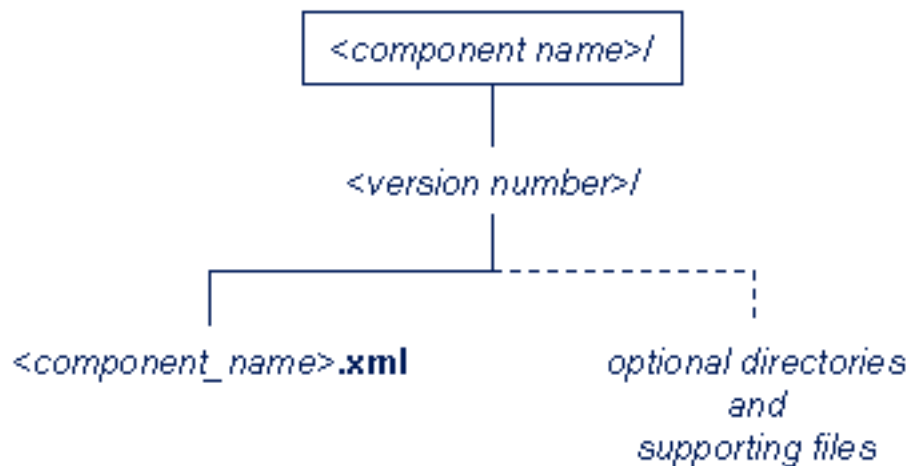 <component name>/
<version number>/
<component_name>.xml
optional directories
and
supporting files